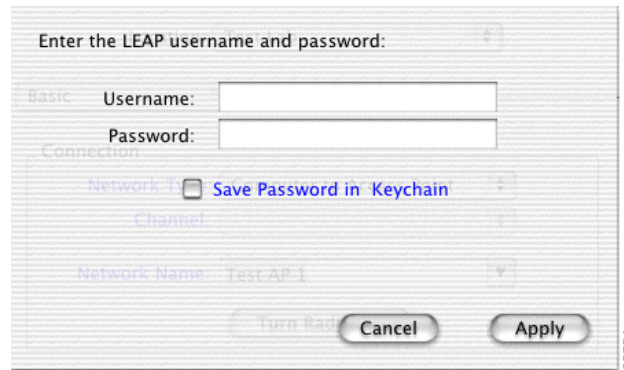 Enter the LEAP username and password:
Basic
Username:
Password:
Connection
Save Password in Keychain
Channel:
Network Name: Test AP 1
Turn
Cancel
Apply